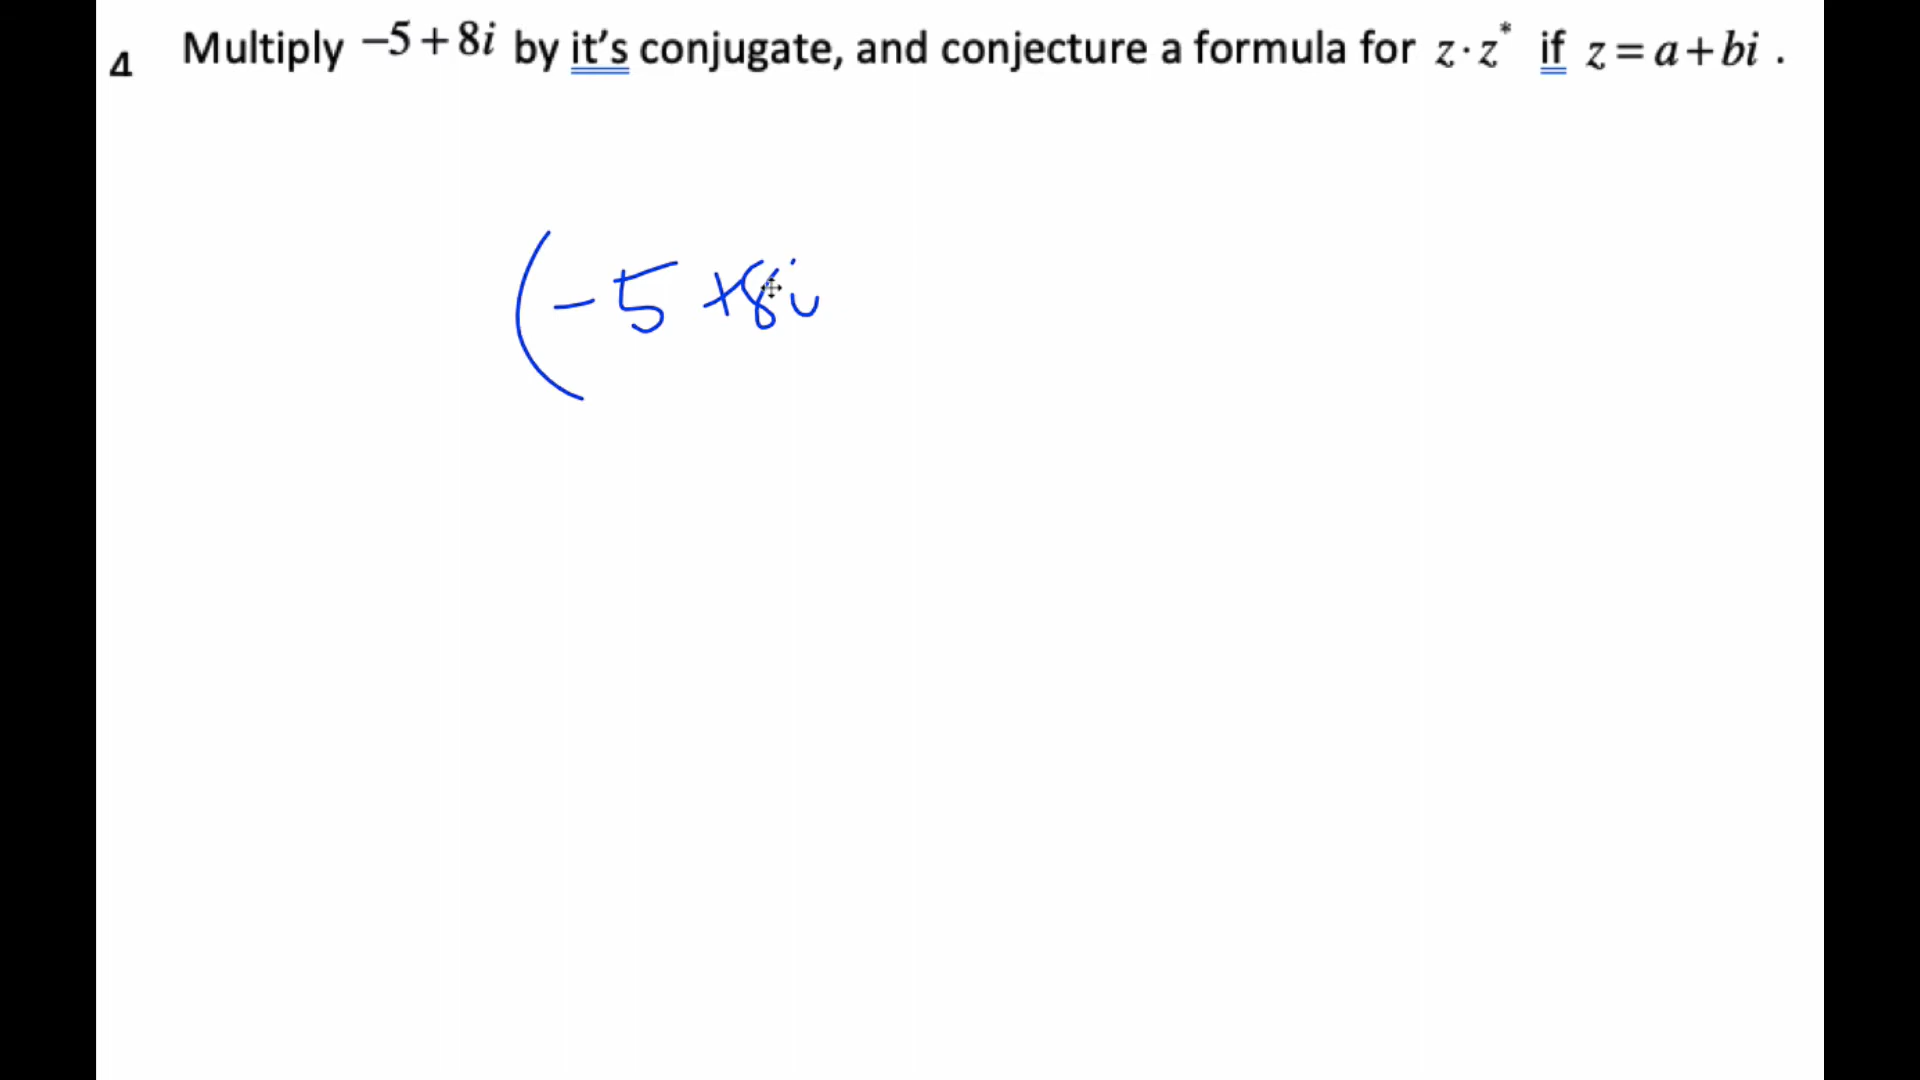 4 Multiply −5+8i by it’s conjugate, and conjecture a formula for z·z* if z=a+bi .
(-5 +8i